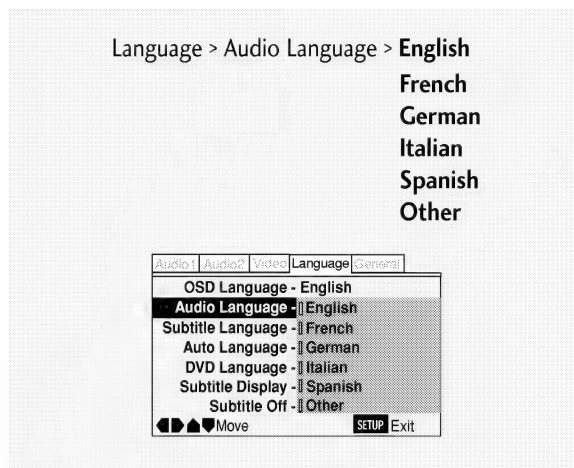 Language > Audio Language > English
French
German
Italian
Spanish
Other
Audio1 Audio2 Video Language General
OSD Language - English
Audio Language - English
Subtitle Language - French
Auto Language - German
DVD Language - Italian
Subtitle Display - Spanish
Subtitle Off - Other
Move SETUP Exit